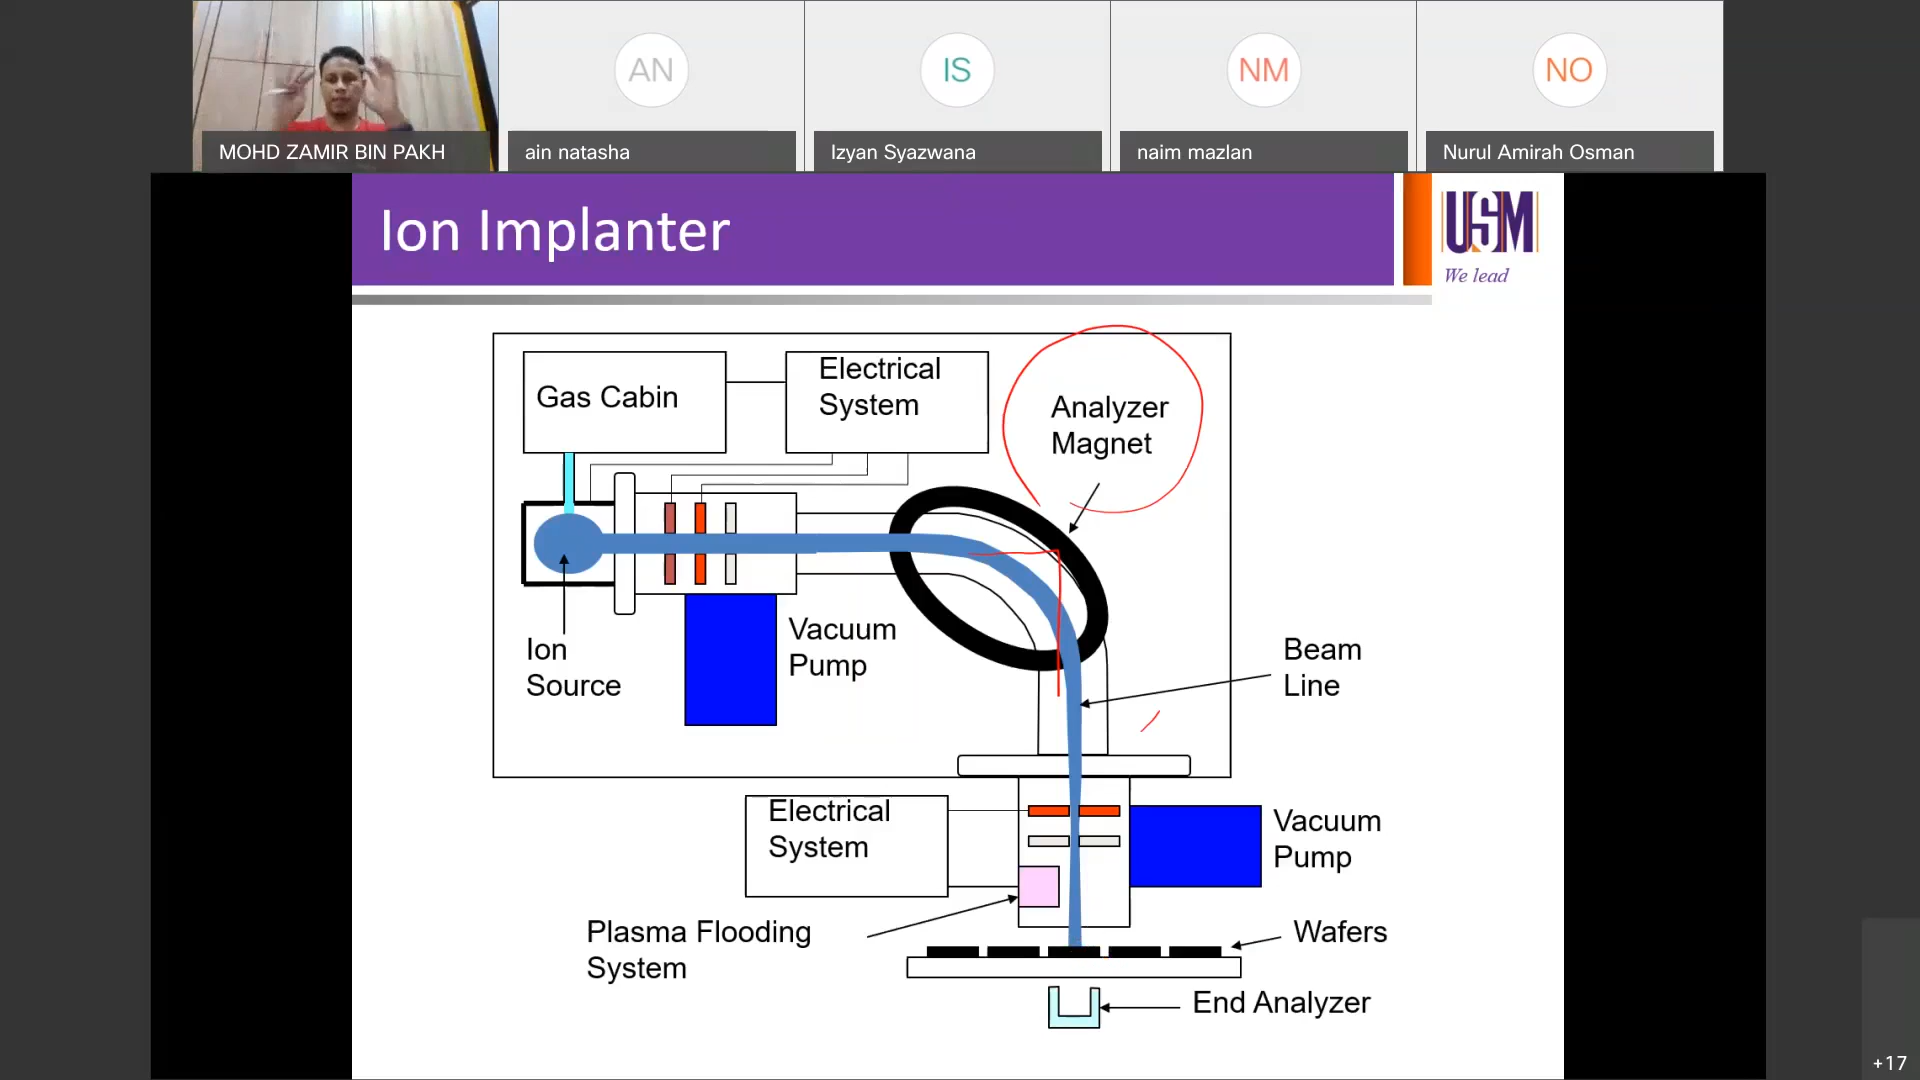 AN
IS
NM
NO
MOHD ZAMIR BIN PAKH
ain natasha
Izyan Syazwana
naim mazlan
Nurul Amirah Osman
Ion Implanter
USM
We lead
Gas Cabin
Electrical
System
Analyzer
Magnet
Ion
Source
Vacuum
Pump
Beam
Line
Electrical
System
Vacuum
Pump
Plasma Flooding
System
Wafers
End Analyzer
+17